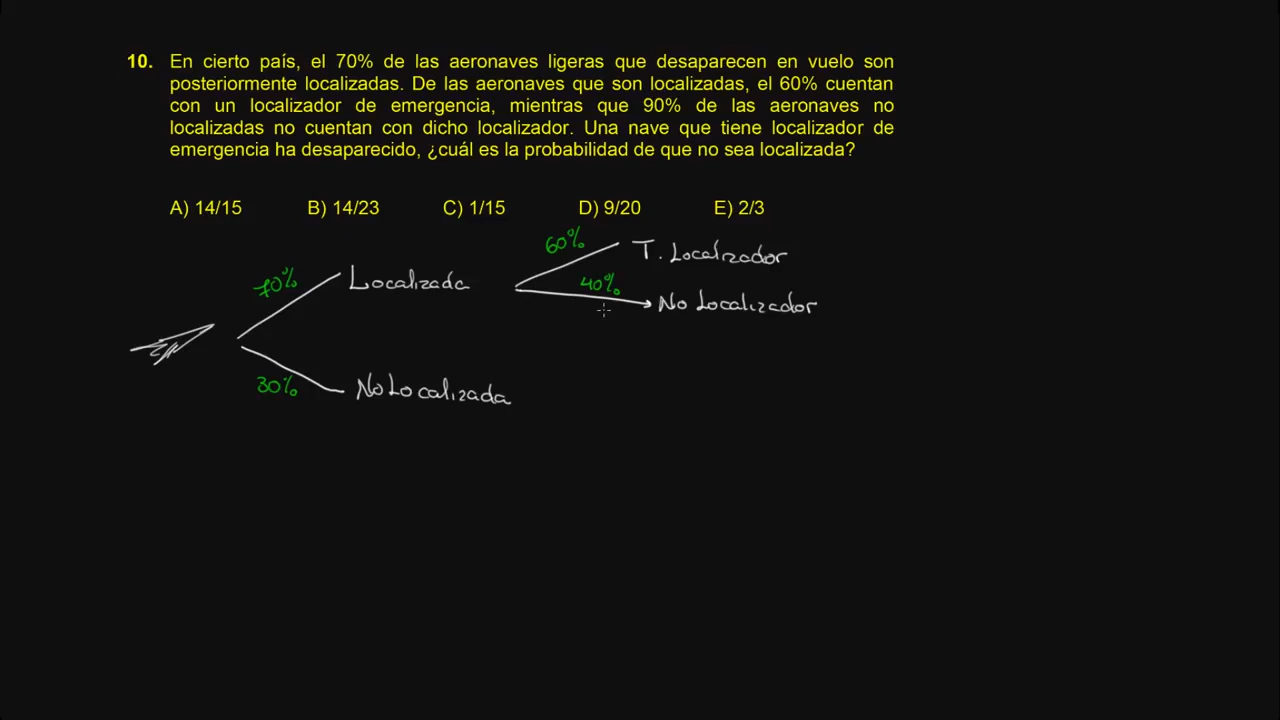 10. En cierto país, el 70% de las aeronaves ligeras que desaparecen en vuelo son
posteriormente localizadas. De las aeronaves que son localizadas, el 60% cuentan
con un localizador de emergencia, mientras que 90% de las aeronaves no
localizadas no cuentan con dicho localizador. Una nave que tiene localizador de
emergencia ha desaparecido, ¿cuál es la probabilidad de que no sea localizada?
A) 14/15 B) 14/23 C) 1/15 D) 9/20 E) 2/3
60% T. Localizador
70% Localizada
40% No Localizador
30% No Localizada